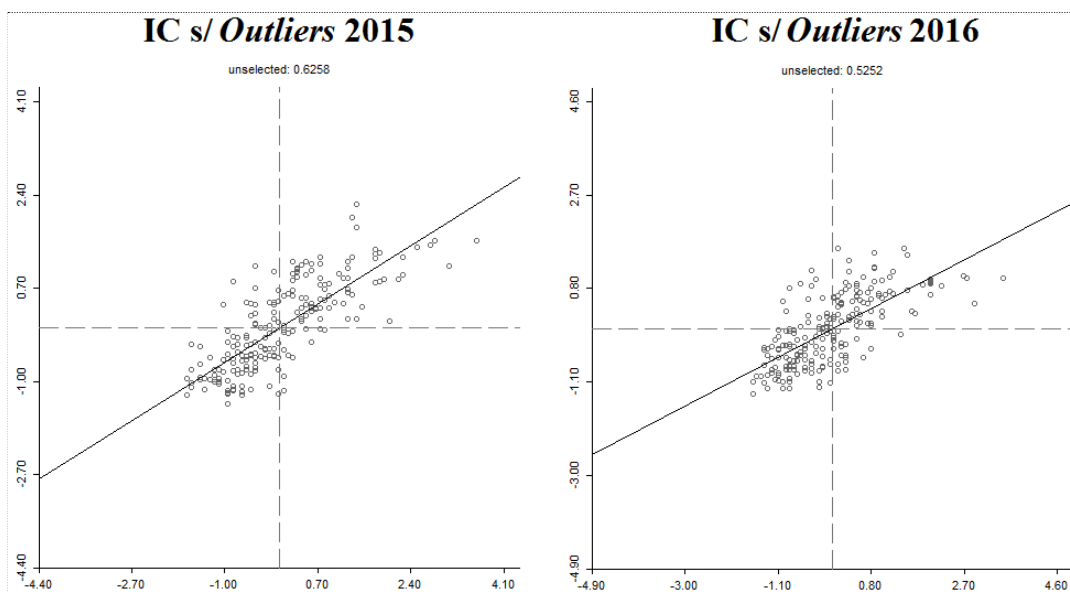 IC s/ Outliers 2015
unselected: 0.6258
4.10
2.40
0.70
-1.00
-2.70
-4.40
-4.40 -2.70 -1.00 0.70 2.40 4.10
IC s/ Outliers 2016
unselected: 0.5252
4.60
2.70
0.80
-1.10
-3.00
-4.90
-4.90 -3.00 -1.10 0.80 2.70 4.60